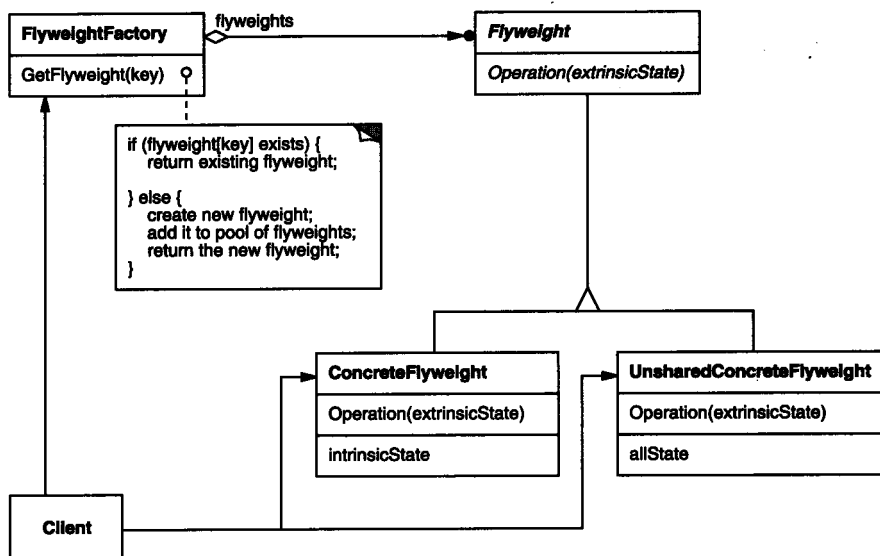 flyweights
FlyweightFactory
GetFlyweight(key)
Flyweight
Operation(extrinsicState)
if (flyweight[key] exists) {
return existing flyweight;
} else {
create new flyweight;
add it to pool of flyweights;
return the new flyweight;
}
ConcreteFlyweight
Operation(extrinsicState)
intrinsicState
UnsharedConcreteFlyweight
Operation(extrinsicState)
allState
Client